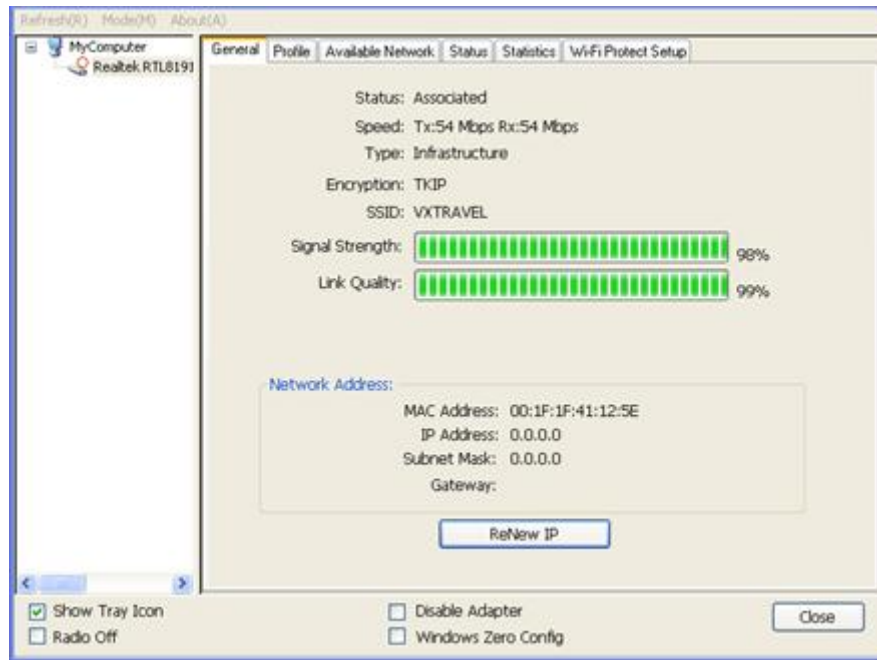 Refresh(R) Mode(M) About(A)
MyComputer
Realtek RTL8191
General Profile Available Network Status Statistics Wi-Fi Protect Setup
Status: Associated
Speed: Tx:54 Mbps Rx:54 Mbps
Type: Infrastructure
Encryption: TKIP
SSID: VXTRAVEL
Signal Strength: 98%
Link Quality: 99%
Network Address:
MAC Address: 00:1F:1F:41:12:5E
IP Address: 0.0.0.0
Subnet Mask: 0.0.0.0
Gateway:
ReNew IP
Show Tray Icon Disable Adapter Close
Radio Off Windows Zero Config